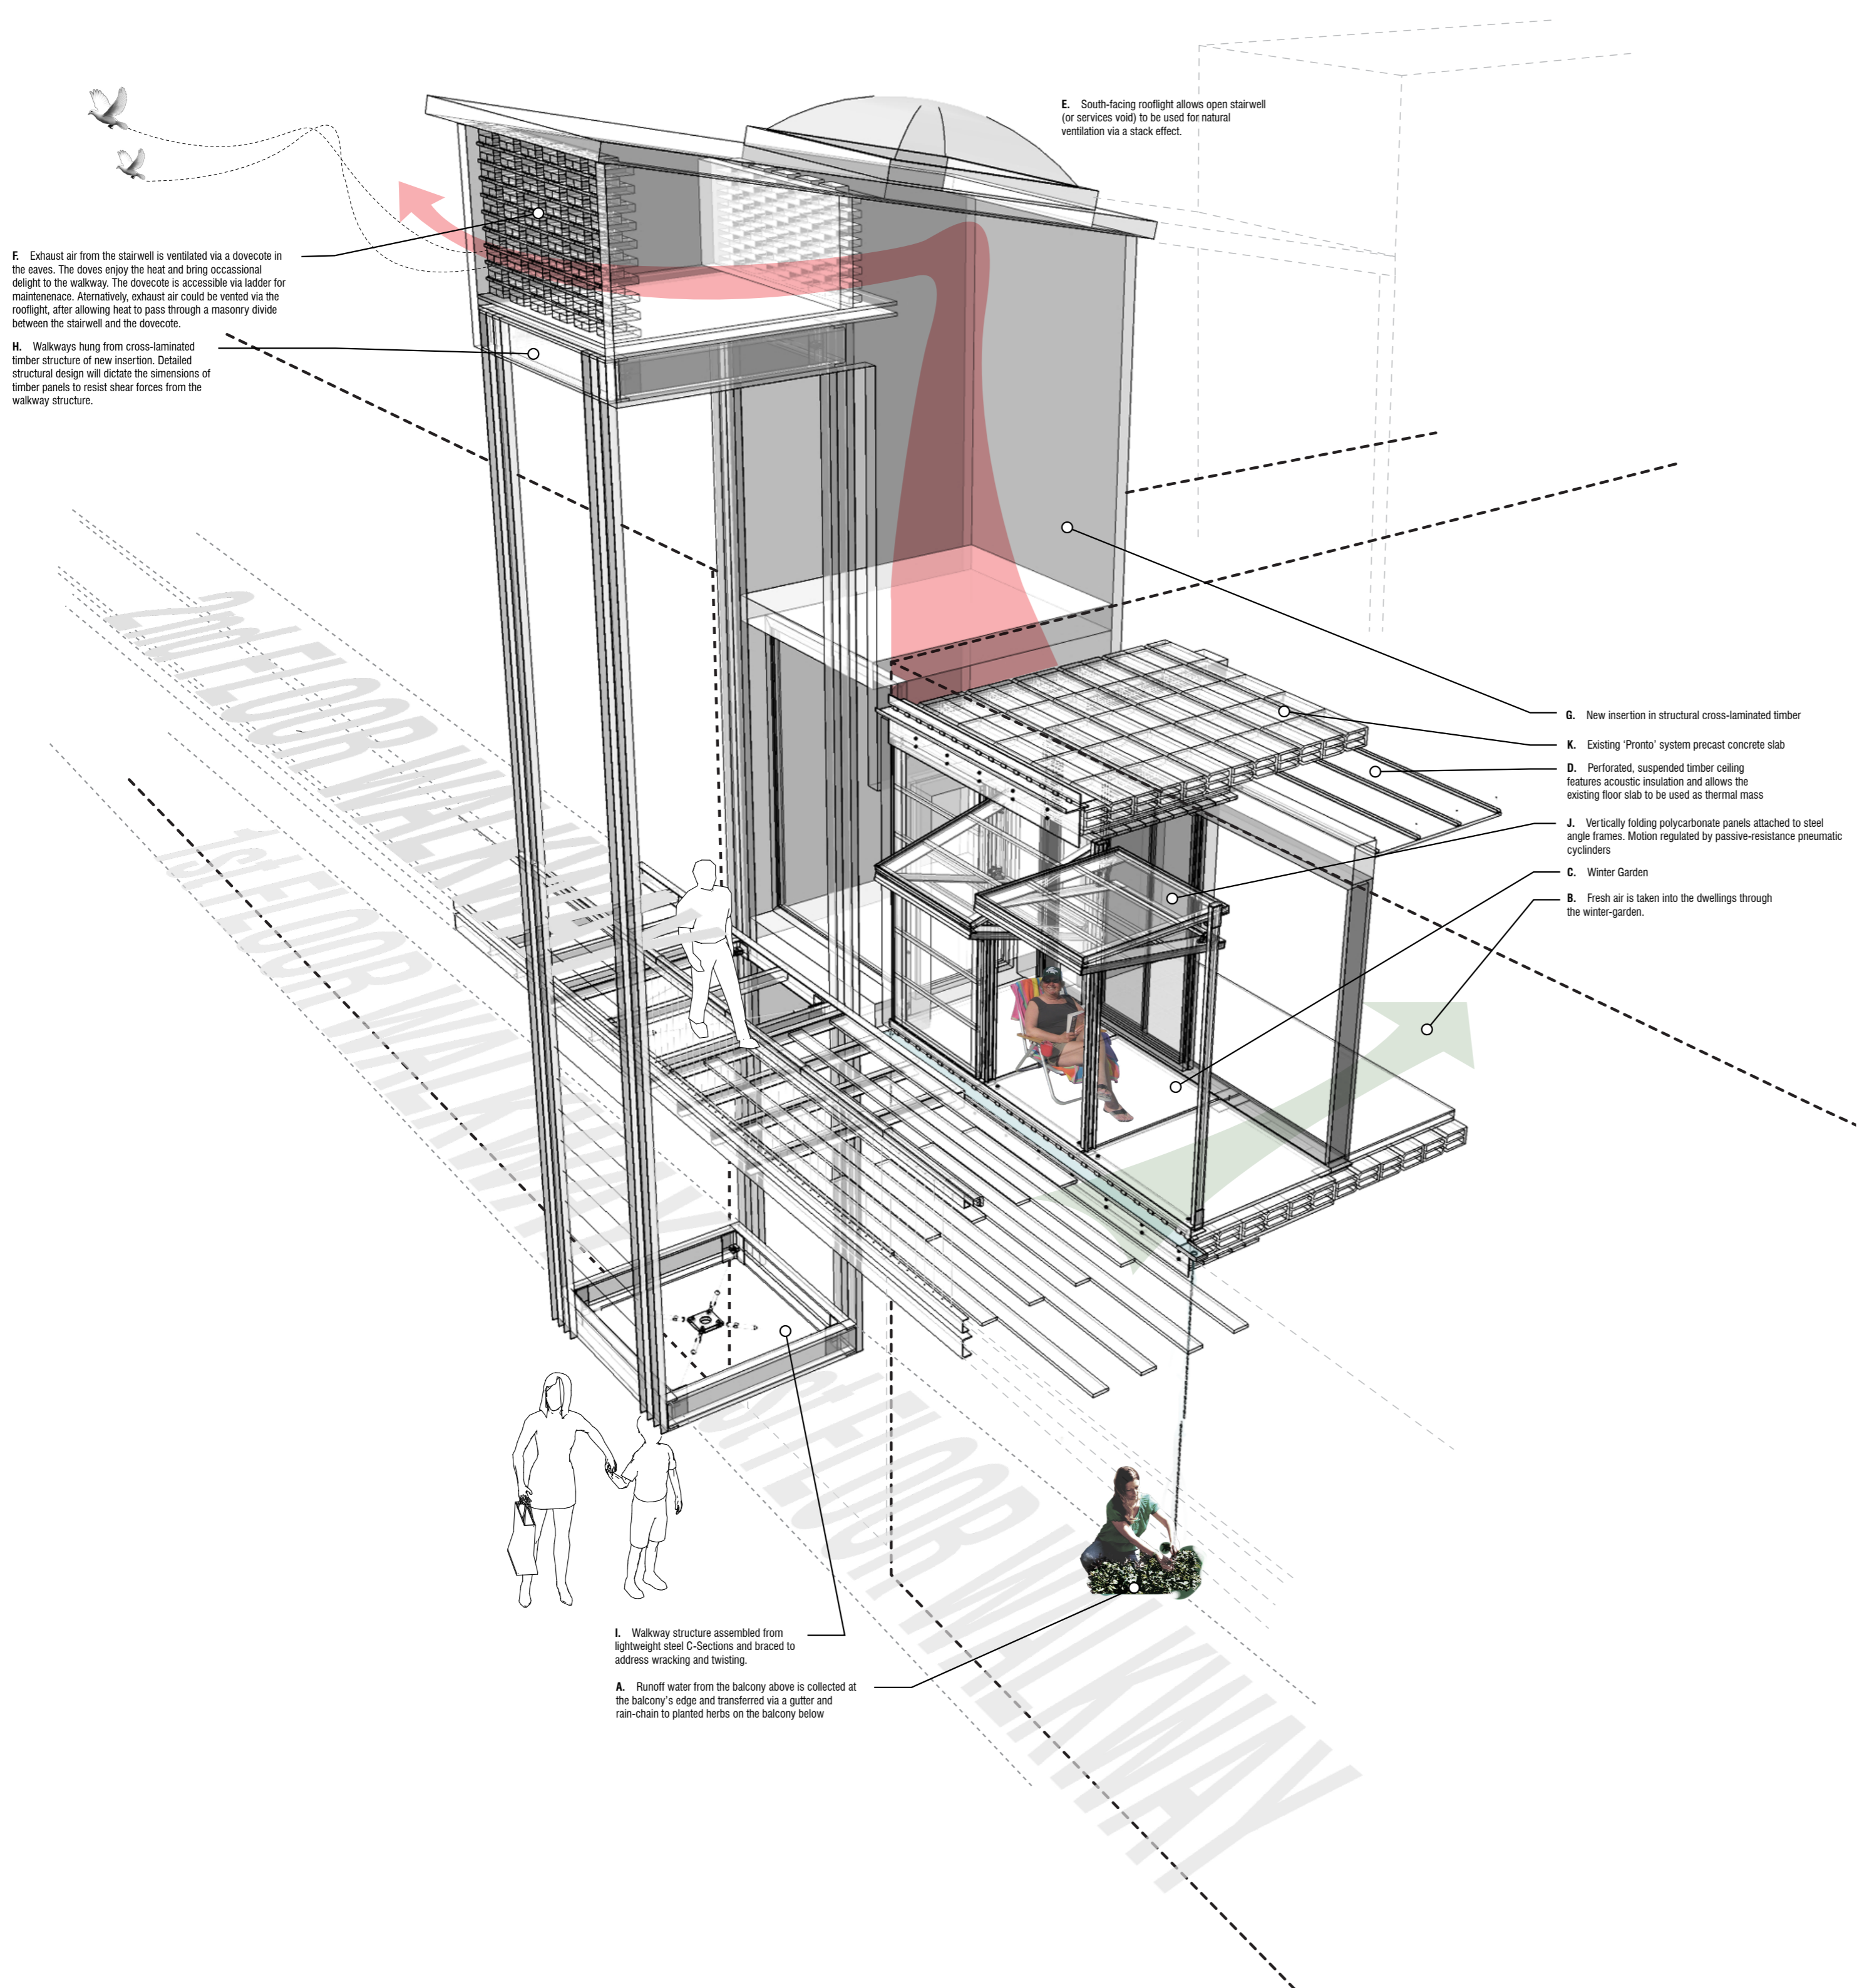 E. South-facing rooflight allows open stairwell
(or services void) to be used for natural
ventilation via a stack effect.
F. Exhaust air from the stairwell is ventilated via a dovecote in
the eaves. The doves enjoy the heat and bring occassional
delight to the walkway. The dovecote is accessible via ladder for
maintenenace. Aternatively, exhaust air could be vented via the
rooflight, after allowing heat to pass through a masonry divide
between the stairwell and the dovecote.
H. Walkways hung from cross-laminated
timber structure of new insertion. Detailed
structural design will dictate the simensions of
timber panels to resist shear forces from the
walkway structure.
2nd FLOOR WALKWAY
1st FLOOR WALKWAY
G. New insertion in structural cross-laminated timber
K. Existing ‘Pronto’ system precast concrete slab
D. Perforated, suspended timber ceiling
features acoustic insulation and allows the
existing floor slab to be used as thermal mass
J. Vertically folding polycarbonate panels attached to steel
angle frames. Motion regulated by passive-resistance pneumatic
cyclinders
C. Winter Garden
B. Fresh air is taken into the dwellings through
the winter-garden.
1st FLOOR WALKWAY
I. Walkway structure assembled from
lightweight steel C-Sections and braced to
address wracking and twisting.
A. Runoff water from the balcony above is collected at
the balcony’s edge and transferred via a gutter and
rain-chain to planted herbs on the balcony below